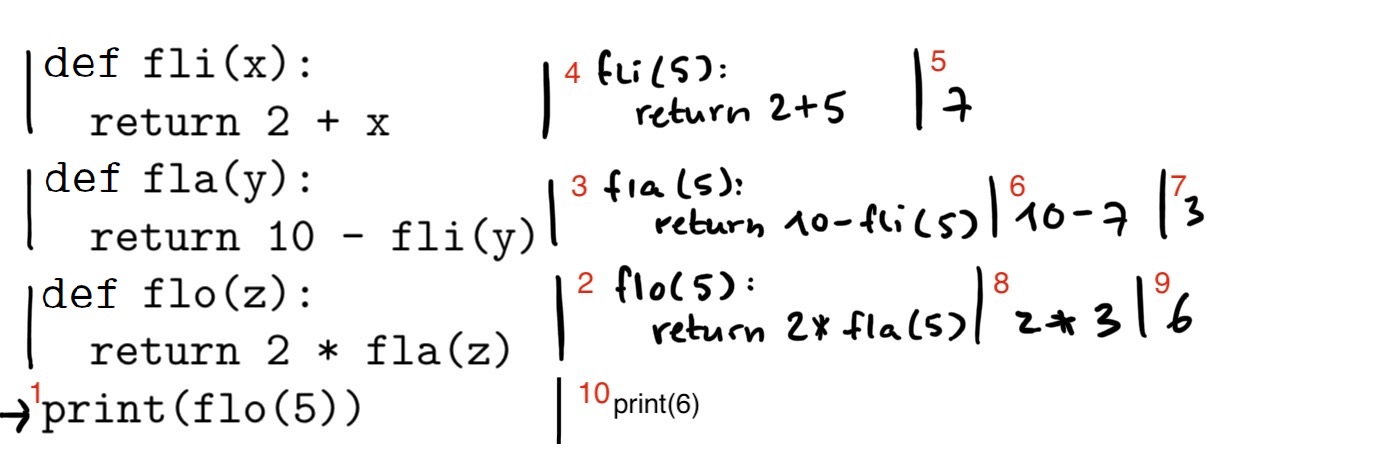 def fli(x): 4 fli(5): 5
return 2 + x return 2+5 7
def fla(y): 3 fla(5): 6 7
return 10 - fli(y) return 10-fli(5) 10-7 3
def flo(z): 2 flo(5): 8 9
return 2 * fla(z) return 2* fla(5) 2*3 6
→ 1 print(flo(5)) 10 print(6)